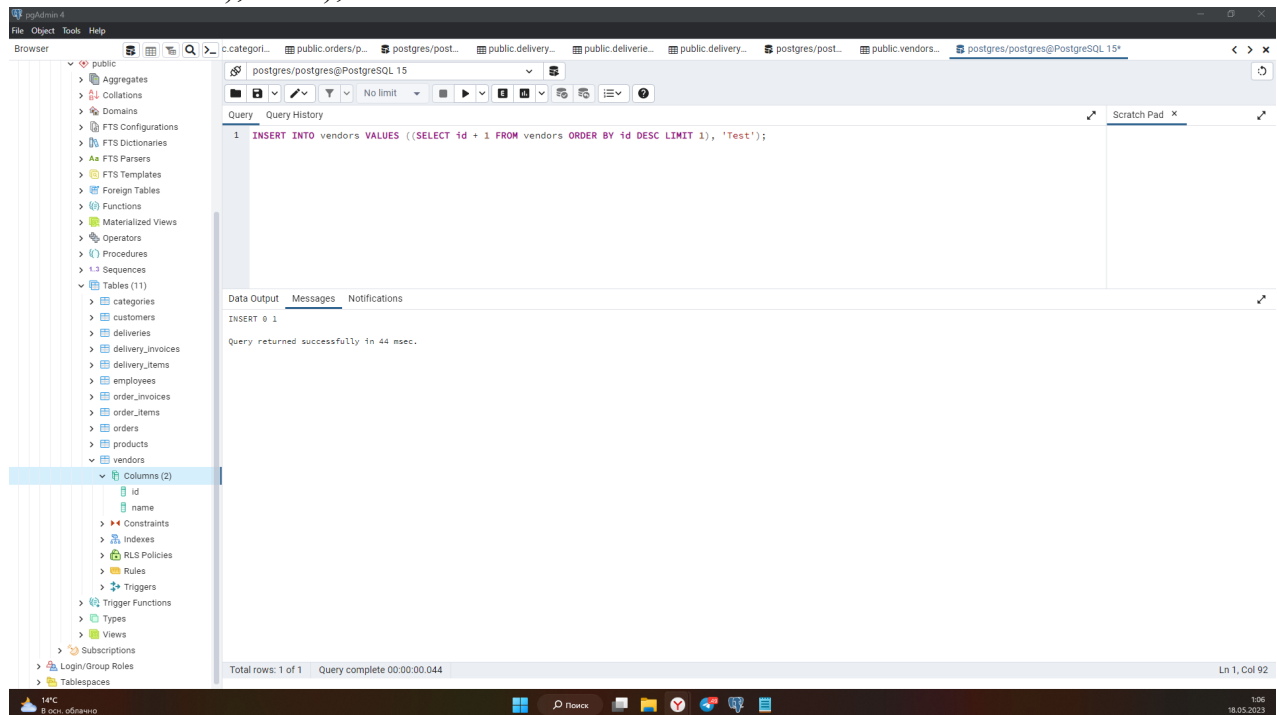 pgAdmin 4
File Object Tools Help
Browser
c.categori... public.orders/p... postgres/post... public.delivery... public.deliverie... public.delivery... postgres/post... public.vendors... postgres/postgres@PostgreSQL 15*
public
Aggregates
Collations
Domains
FTS Configurations
FTS Dictionaries
FTS Parsers
FTS Templates
Foreign Tables
Functions
Materialized Views
Operators
Procedures
1..3 Sequences
Tables (11)
categories
customers
deliveries
delivery_invoices
delivery_items
employees
order_invoices
order_items
orders
products
vendors
Columns (2)
id
name
Constraints
Indexes
RLS Policies
Rules
Triggers
Trigger Functions
Types
Views
Subscriptions
Login/Group Roles
Tablespaces
postgres/postgres@PostgreSQL 15
No limit
Query Query History
Scratch Pad
1 INSERT INTO vendors VALUES ((SELECT id + 1 FROM vendors ORDER BY id DESC LIMIT 1), 'Test');
Data Output Messages Notifications
INSERT 0 1
Query returned successfully in 44 msec.
Total rows: 1 of 1 Query complete 00:00:00.044 Ln 1, Col 92
14°C
В осн. облачно
Поиск
1:06
18.05.2023